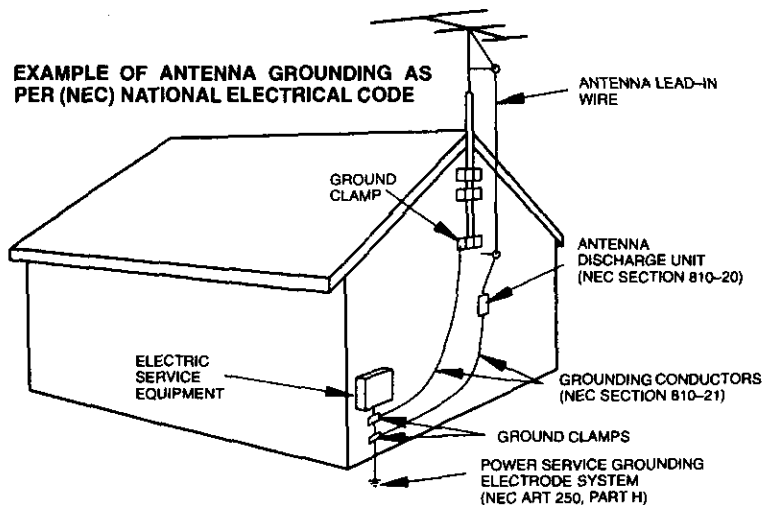 EXAMPLE OF ANTENNA GROUNDING AS
PER (NEC) NATIONAL ELECTRICAL CODE
ANTENNA LEAD–IN
WIRE
GROUND
CLAMP
ANTENNA
DISCHARGE UNIT
(NEC SECTION 810–20)
ELECTRIC
SERVICE
EQUIPMENT
GROUNDING CONDUCTORS
(NEC SECTION 810–21)
GROUND CLAMPS
POWER SERVICE GROUNDING
ELECTRODE SYSTEM
(NEC ART 250, PART H)